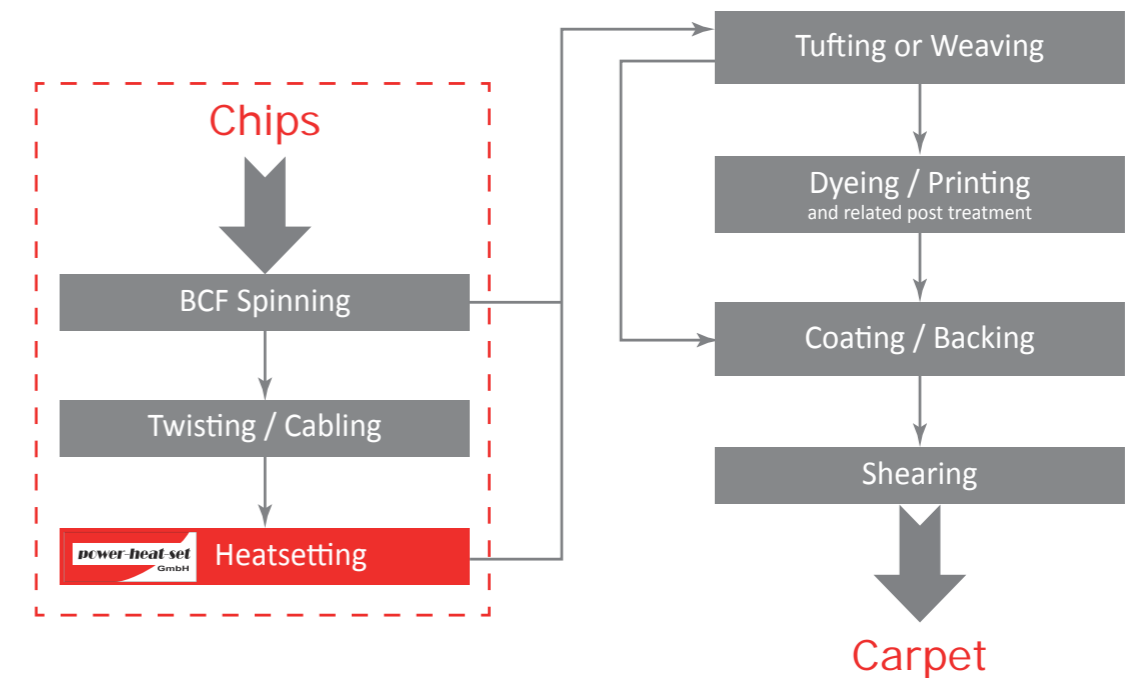 Chips
BCF Spinning
Twisting / Cabling
power-heat-set
GmbH
Heatsetting
Tufting or Weaving
Dyeing / Printing
and related post treatment
Coating / Backing
Shearing
Carpet